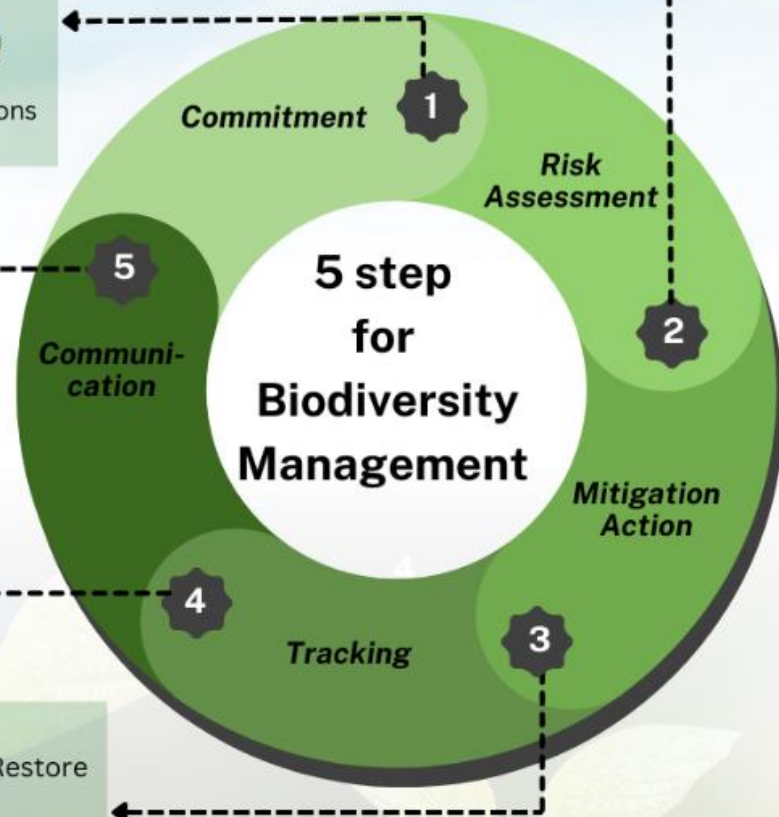 ons
1
Commitment
Risk
Assessment
5 step
for
Biodiversity
Management
5
Communi-
cation
2
Mitigation
Action
4
3
Tracking
Restore